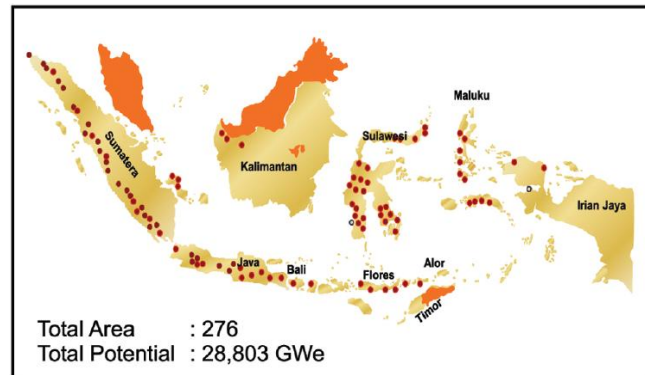 Maluku
Sulawesi
Sumatera
Kalimantan
Irian Jaya
Java
Bali
Flores
Alor
Timor
Total Area : 276
Total Potential : 28,803 GWe